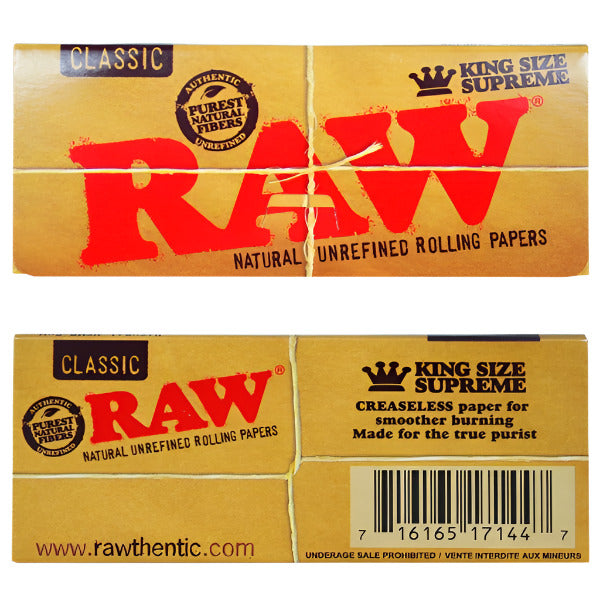 CLASSIC
AUTHENTIC
PUREST
NATURAL
FIBERS
UNREFINED
KING SIZE
SUPREME
RAW®
NATURAL UNREFINED ROLLING PAPERS
CLASSIC
AUTHENTIC
PUREST
NATURAL
FIBERS
UNREFINED
RAW®
NATURAL UNREFINED ROLLING PAPERS
www.rawthentic.com
KING SIZE
SUPREME
CREASELESS paper for
smoother burning
Made for the true purist
7 16165 17144 7
UNDERAGE SALE PROHIBITED / VENTE INTERDITE AUX MINEURS